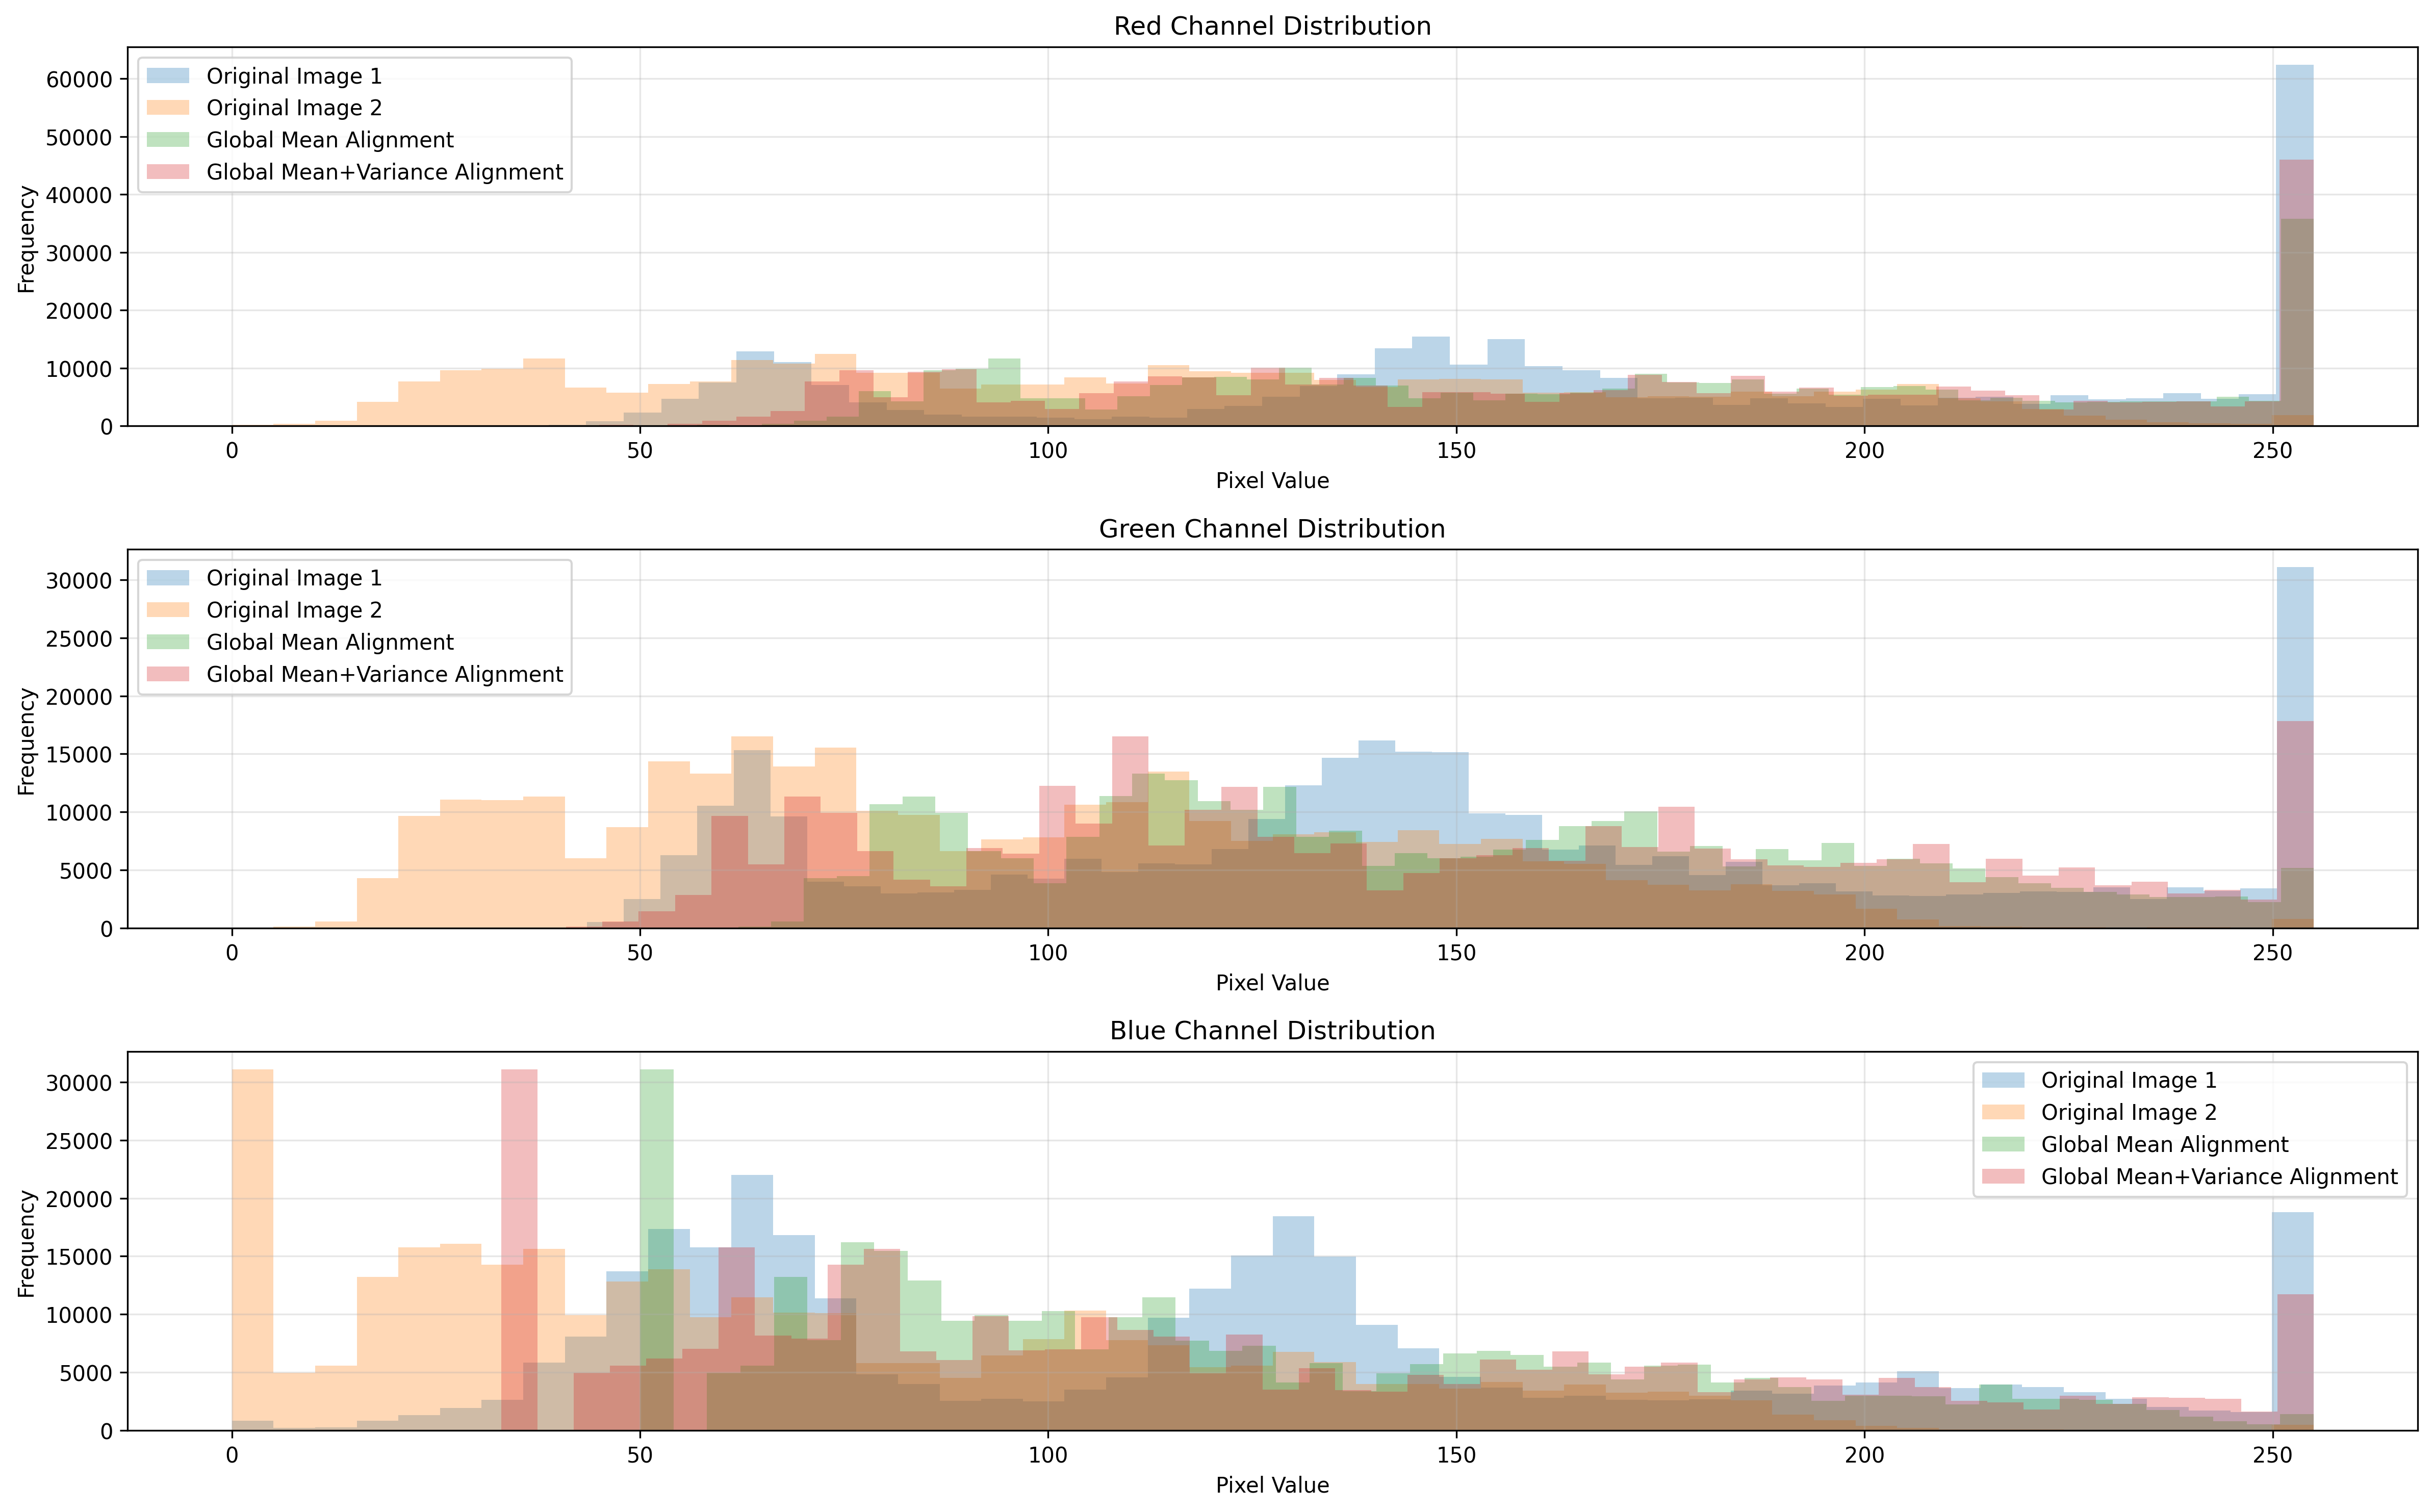 Red Channel Distribution
Original Image 1
Original Image 2
Global Mean Alignment
Global Mean+Variance Alignment
Frequency
60000
50000
40000
30000
20000
10000
0
0 50 100 150 200 250
Pixel Value
Green Channel Distribution
Original Image 1
Original Image 2
Global Mean Alignment
Global Mean+Variance Alignment
Frequency
30000
25000
20000
15000
10000
5000
0
0 50 100 150 200 250
Pixel Value
Blue Channel Distribution
Original Image 1
Original Image 2
Global Mean Alignment
Global Mean+Variance Alignment
Frequency
30000
25000
20000
15000
10000
5000
0
0 50 100 150 200 250
Pixel Value